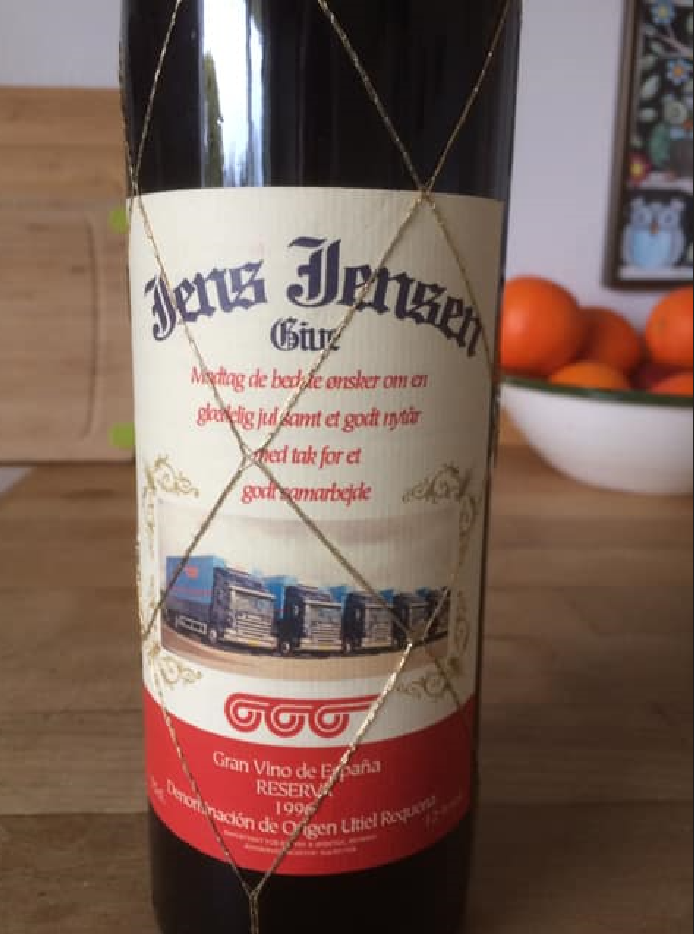 Jens Jensen
Give
Modtag de bedste ønsker om en
glædelig jul samt et godt nytår
med tak for et
godt samarbejde
Gran Vino de España
RESERVA
1996
Denominación de Origen Utiel Requena